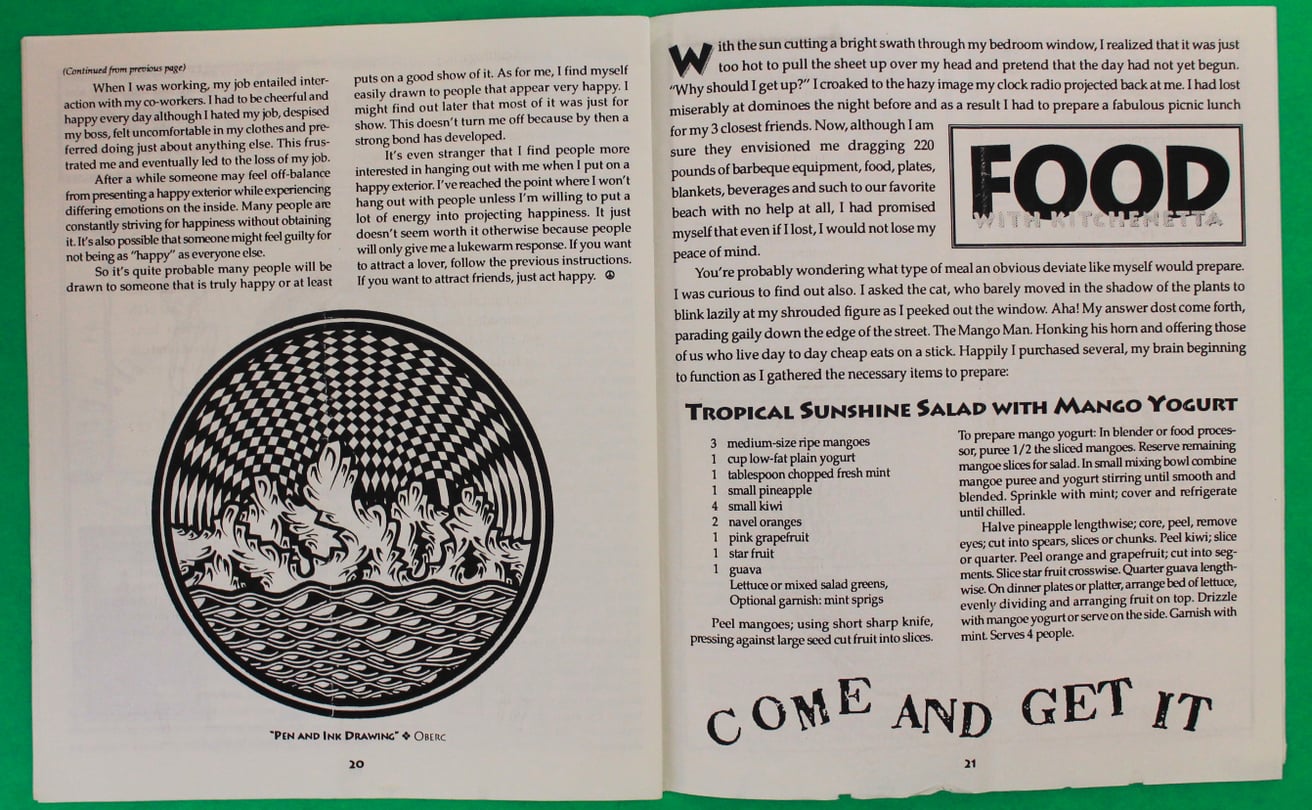 (Continued from previous page)
When I was working, my job entailed inter-
action with my co-workers. I had to be cheerful and
happy every day although I hated my job, despised
my boss, felt uncomfortable in my clothes and pre-
ferred doing just about anything else. This frus-
trated me and eventually led to the loss of my job.
After a while someone may feel off-balance
from presenting a happy exterior while experiencing
differing emotions on the inside. Many people are
constantly striving for happiness without obtaining
it. It's also possible that someone might feel guilty for
not being as "happy" as everyone else.
So it's quite probable many people will be
drawn to someone that is truly happy or at least
puts on a good show of it. As for me, I find myself
easily drawn to people that appear very happy. I
might find out later that most of it was just for
show. This doesn't turn me off because by then a
strong bond has developed.
It's even stranger that I find people more
interested in hanging out with me when I put on a
happy exterior. I've reached the point where I won't
hang out with people unless I'm willing to put a
lot of energy into projecting happiness. It just
doesn't seem worth it otherwise because people
will only give me a lukewarm response. If you want
to attract a lover, follow the previous instructions.
If you want to attract friends, just act happy. ☮
"PEN AND INK DRAWING" ❖ OBERC
20
With the sun cutting a bright swath through my bedroom window, I realized that it was just
too hot to pull the sheet up over my head and pretend that the day had not yet begun.
"Why should I get up?" I croaked to the hazy image my clock radio projected back at me. I had lost
miserably at dominoes the night before and as a result I had to prepare a fabulous picnic lunch
for my 3 closest friends. Now, although I am
sure they envisioned me dragging 220
pounds of barbeque equipment, food, plates,
blankets, beverages and such to our favorite
beach with no help at all, I had promised
myself that even if I lost, I would not lose my
peace of mind.
FOOD
WITH KITCHENETTA
You're probably wondering what type of meal an obvious deviate like myself would prepare.
I was curious to find out also. I asked the cat, who barely moved in the shadow of the plants to
blink lazily at my shrouded figure as I peeked out the window. Aha! My answer dost come forth,
parading gaily down the edge of the street. The Mango Man. Honking his horn and offering those
of us who live day to day cheap eats on a stick. Happily I purchased several, my brain beginning
to function as I gathered the necessary items to prepare:
TROPICAL SUNSHINE SALAD WITH MANGO YOGURT
3 medium-size ripe mangoes
1 cup low-fat plain yogurt
1 tablespoon chopped fresh mint
1 small pineapple
4 small kiwi
2 navel oranges
1 pink grapefruit
1 star fruit
1 guava
Lettuce or mixed salad greens,
Optional garnish: mint sprigs
Peel mangoes; using short sharp knife,
pressing against large seed cut fruit into slices.
To prepare mango yogurt: In blender or food proces-
sor, puree 1/2 the sliced mangoes. Reserve remaining
mangoe slices for salad. In small mixing bowl combine
mangoe puree and yogurt stirring until smooth and
blended. Sprinkle with mint; cover and refrigerate
until chilled.
Halve pineapple lengthwise; core, peel, remove
eyes; cut into spears, slices or chunks. Peel kiwi; slice
or quarter. Peel orange and grapefruit; cut into seg-
ments. Slice star fruit crosswise. Quarter guava length-
wise. On dinner plates or platter, arrange bed of lettuce,
evenly dividing and arranging fruit on top. Drizzle
with mangoe yogurt or serve on the side. Garnish with
mint. Serves 4 people.
COME AND GET IT
21